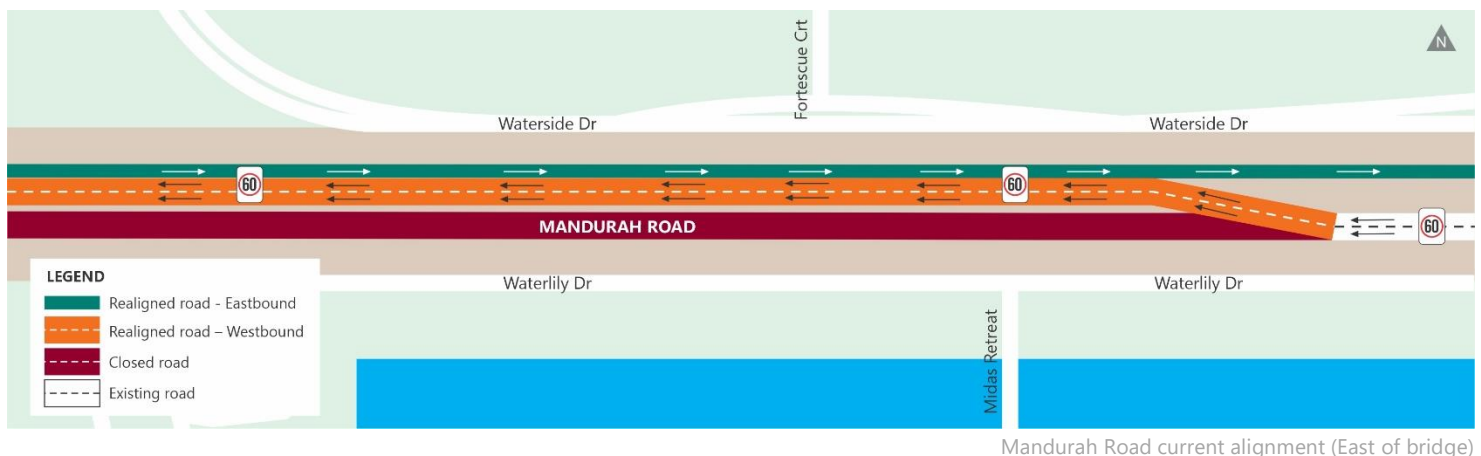 N
Fortescue Crt
Waterside Dr
Waterside Dr
60
60
60
MANDURAH ROAD
Waterlily Dr
Waterlily Dr
Midas Retreat
LEGEND
Realigned road - Eastbound
Realigned road – Westbound
Closed road
Existing road
Mandurah Road current alignment (East of bridge)